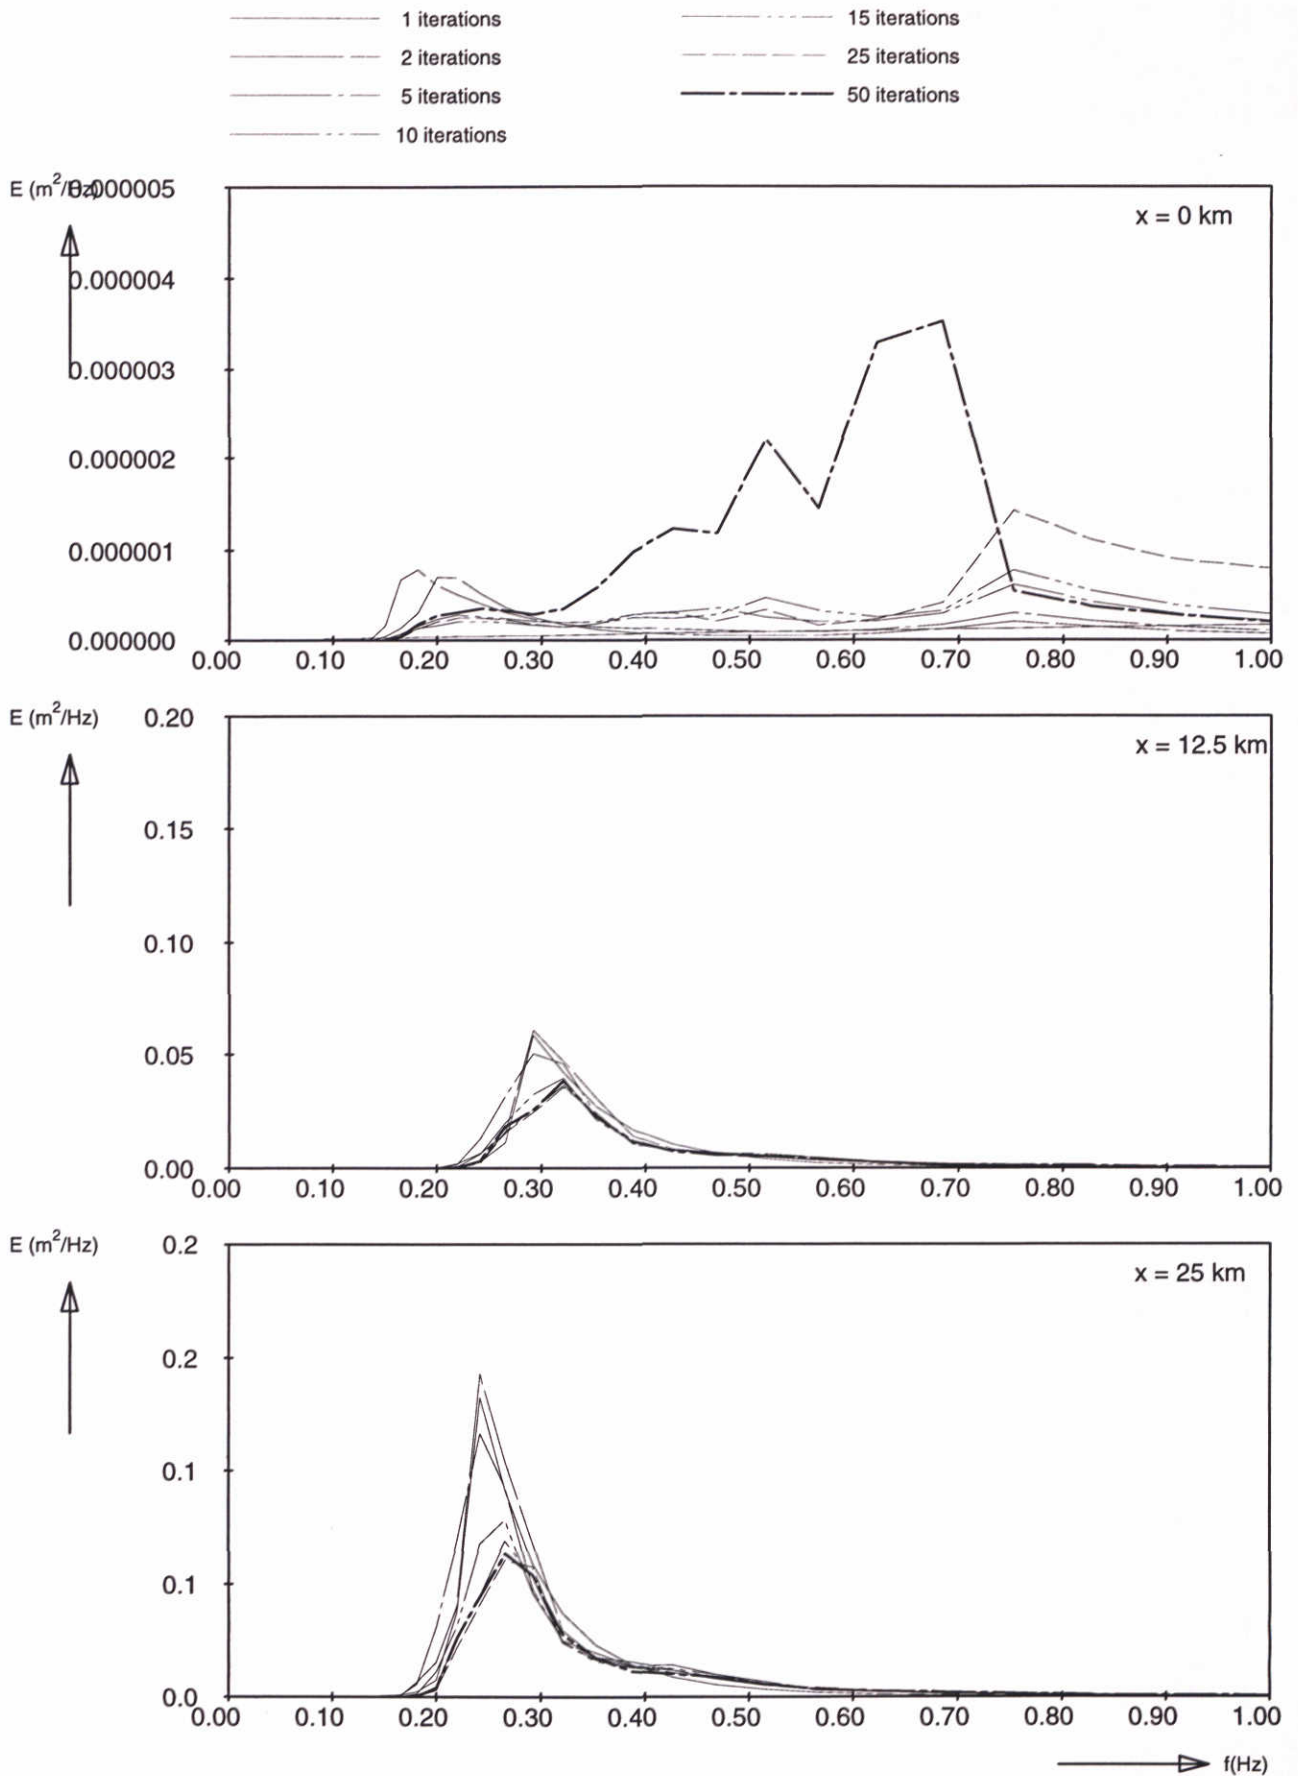 1 iterations 15 iterations
2 iterations 25 iterations
5 iterations 50 iterations
10 iterations
E (m²/Hz) 0.000005
x = 0 km
0.000004
0.000003
0.000002
0.000001
0.000000
0.00 0.10 0.20 0.30 0.40 0.50 0.60 0.70 0.80 0.90 1.00
E (m²/Hz) 0.20
x = 12.5 km
0.15
0.10
0.05
0.00
0.00 0.10 0.20 0.30 0.40 0.50 0.60 0.70 0.80 0.90 1.00
E (m²/Hz) 0.2
x = 25 km
0.2
0.1
0.1
0.0
0.00 0.10 0.20 0.30 0.40 0.50 0.60 0.70 0.80 0.90 1.00
f(Hz)